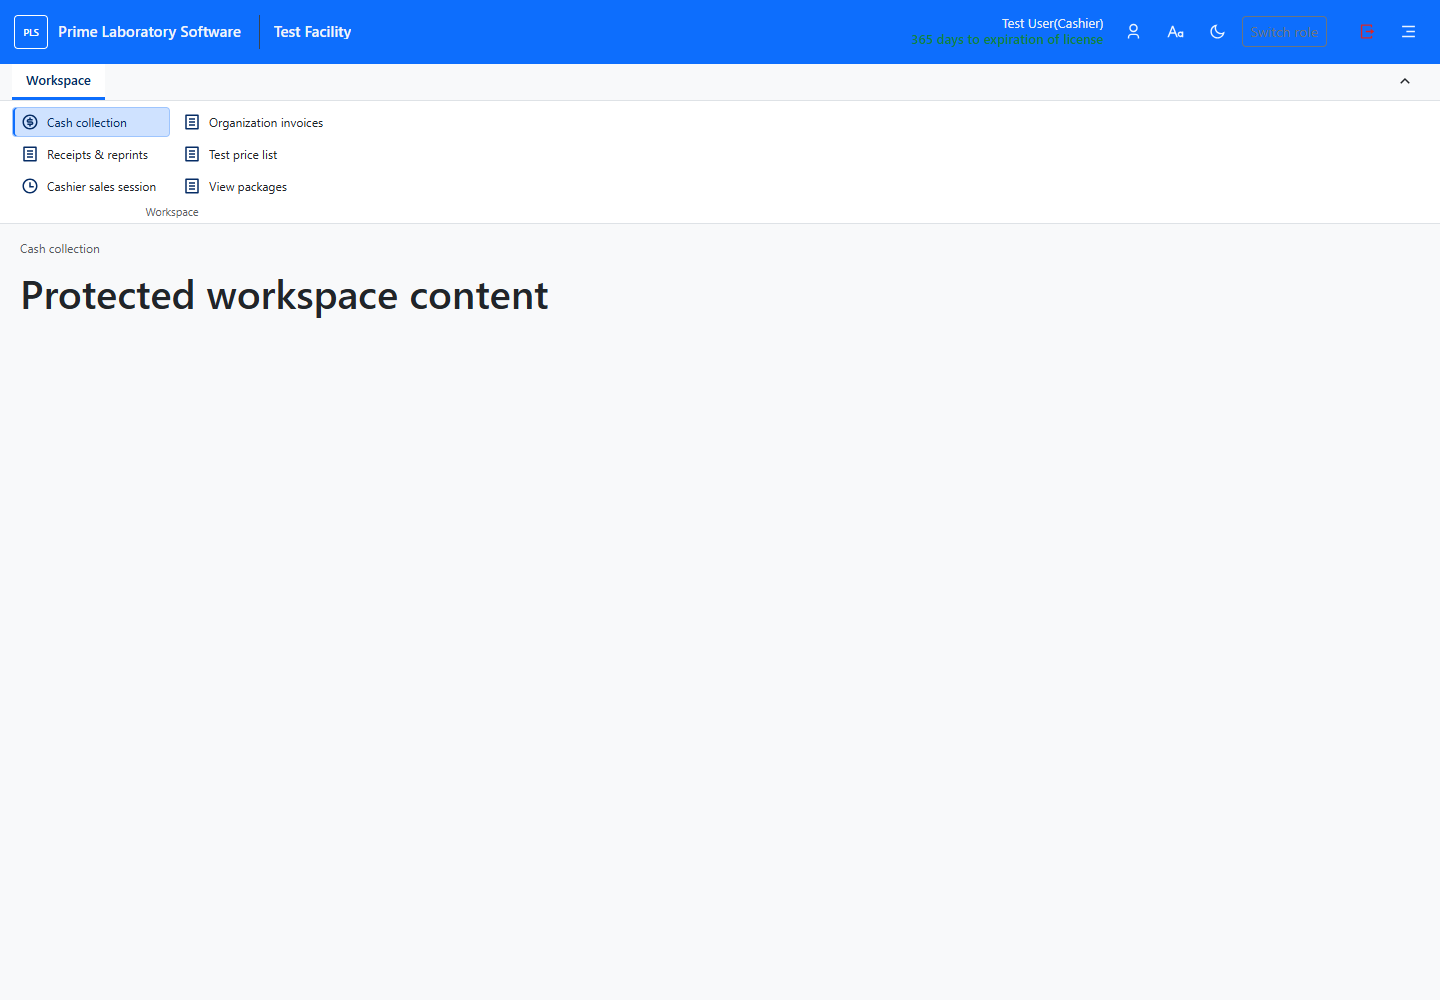 PLS Prime Laboratory Software Test Facility
Test User(Cashier)
365 days to expiration of license
Aa
Switch role
Workspace
Cash collection
Organization invoices
Receipts & reprints
Test price list
Cashier sales session
View packages
Workspace
Cash collection
Protected workspace content